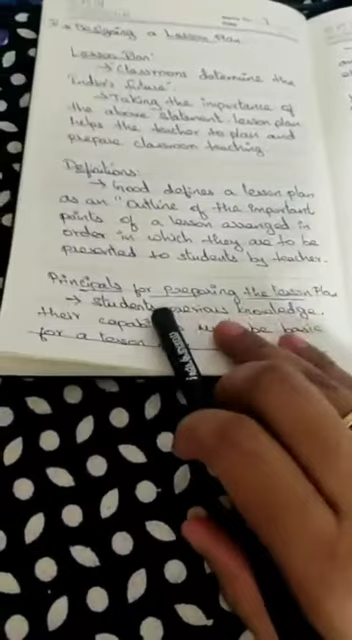 Designing a Lesson Plan
Lesson Plan:
→ Classrooms determine the
India's future.
→ Taking the importance of
the above statement lesson plan
helps the teacher to plan and
prepare classroom teaching.
Definitions:
→ Good defines a lesson plan
as an "outline of the important
points of a lesson arranged in
order in which they are to be
presented to students by teacher.
Principals for preparing the lesson Plan
→ students previous knowledge.
their be basic
for a lesson